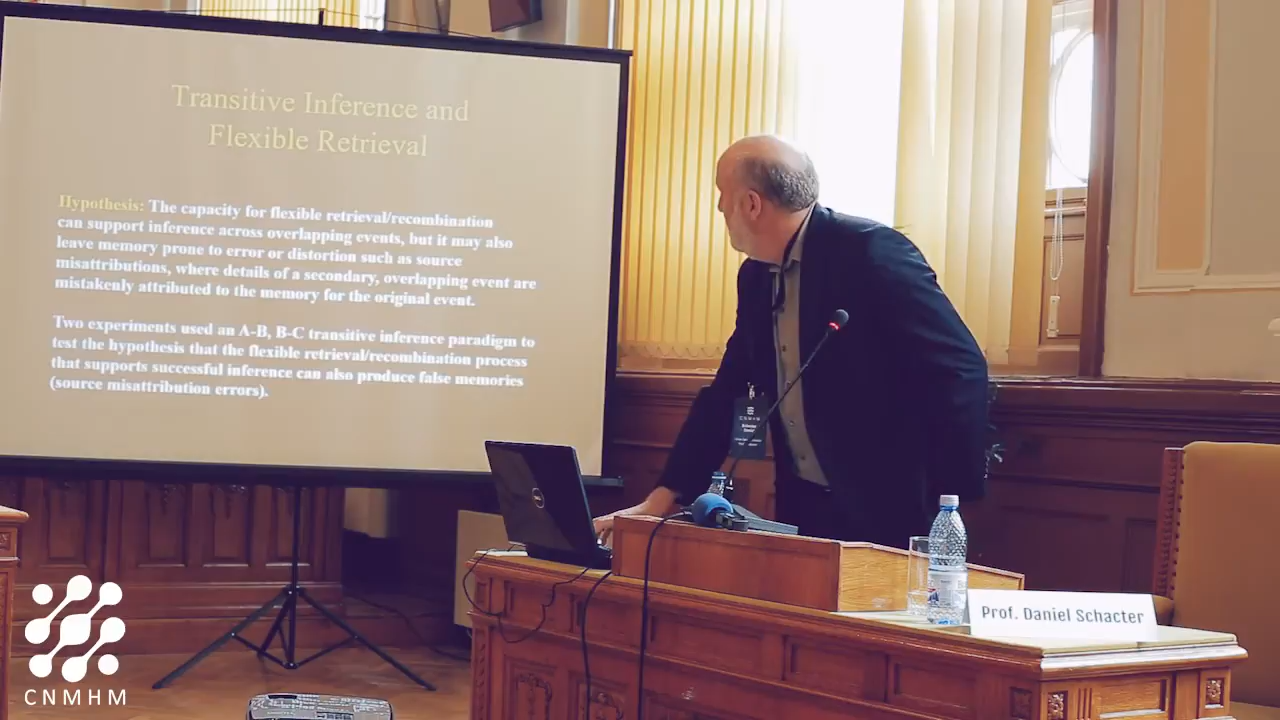 Transitive Inference and
Flexible Retrieval
Hypothesis: The capacity for flexible retrieval/recombination
can support inference across overlapping events, but it may also
leave memory prone to error or distortion such as source
misattributions, where details of a secondary, overlapping event are
mistakenly attributed to the memory for the original event.
Two experiments used an A-B, B-C transitive inference paradigm to
test the hypothesis that the flexible retrieval/recombination process
that supports successful inference can also produce false memories
(source misattribution errors).
CNMHM
DELL
Prof. Daniel Schacter
CNMHM